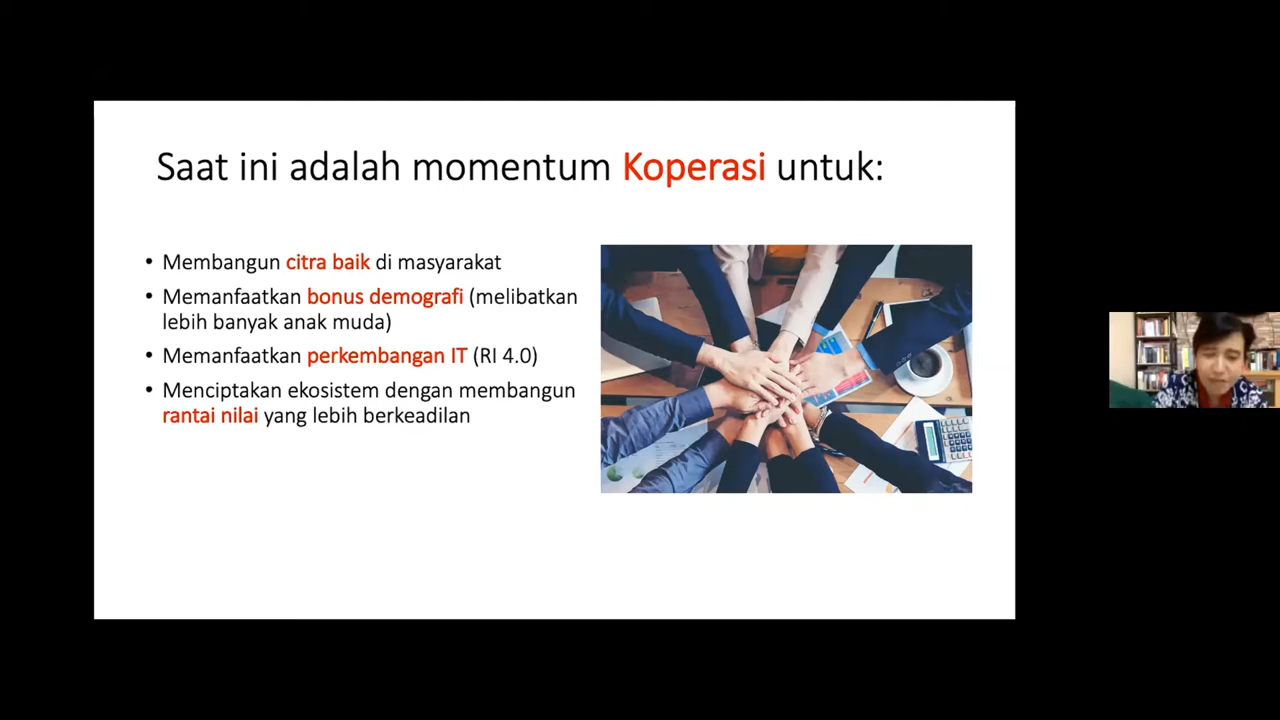 Saat ini adalah momentum Koperasi untuk:
• Membangun citra baik di masyarakat
• Memanfaatkan bonus demografi (melibatkan
lebih banyak anak muda)
• Memanfaatkan perkembangan IT (RI 4.0)
• Menciptakan ekosistem dengan membangun
rantai nilai yang lebih berkeadilan